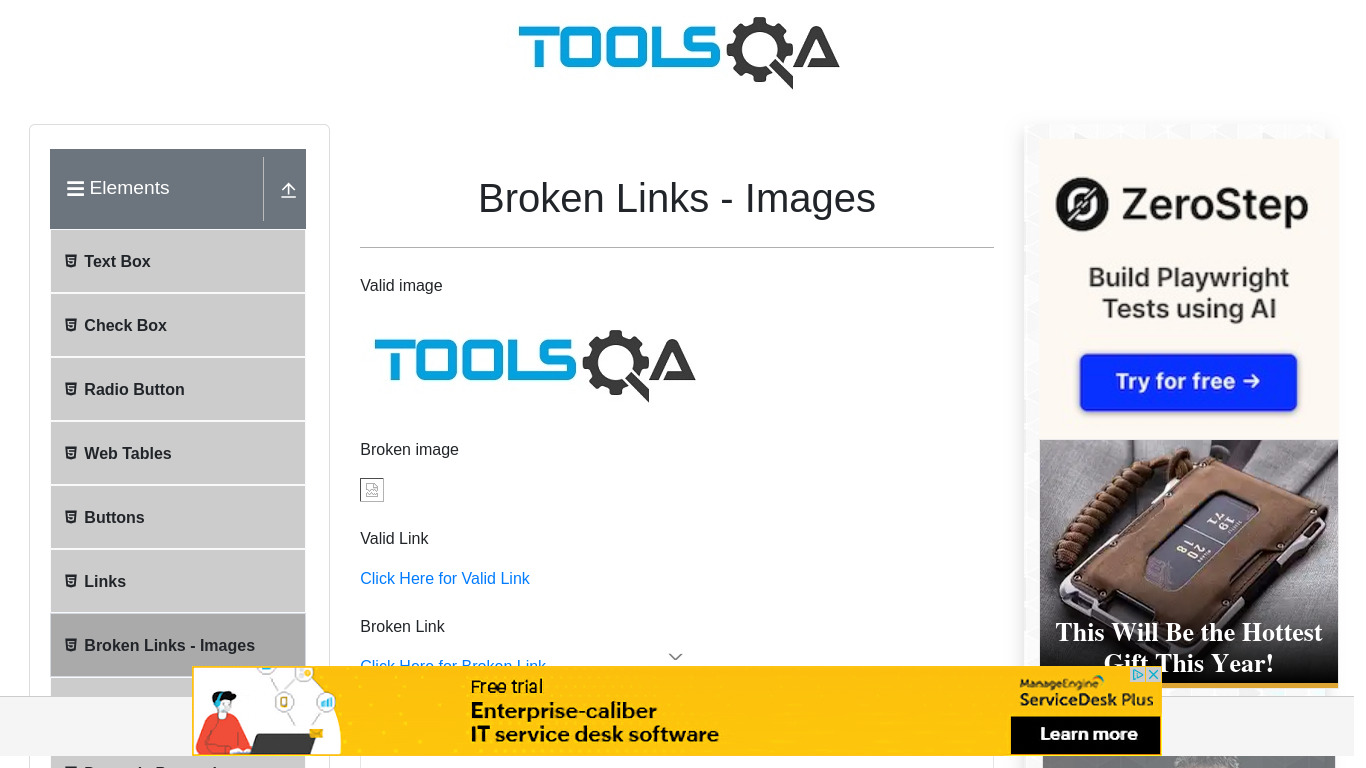 TOOLSQA
Elements
Text Box
Check Box
Radio Button
Web Tables
Buttons
Links
Broken Links - Images
Broken Links - Images
Valid image
TOOLSQA
Broken image
Valid Link
Click Here for Valid Link
Broken Link
Click Here for Broken Link
ZeroStep
Build Playwright
Tests using AI
Try for free →
1971
2018
This Will Be the Hottest
Gift This Year!
Free trial
Enterprise-caliber
IT service desk software
ManageEngine
ServiceDesk Plus
Learn more